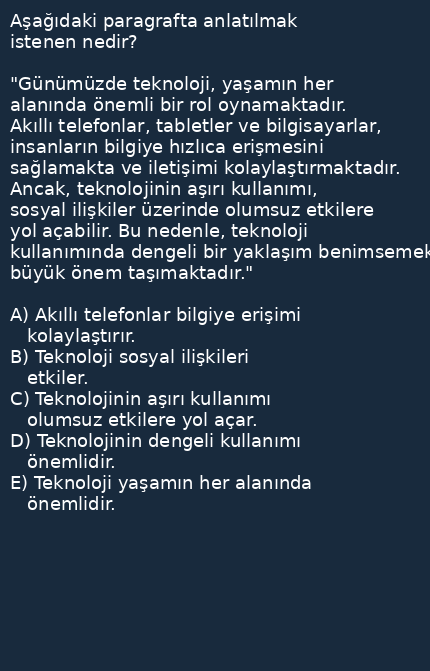 Aşağıdaki paragrafta anlatılmak
istenen nedir?
"Günümüzde teknoloji, yaşamın her
alanında önemli bir rol oynamaktadır.
Akıllı telefonlar, tabletler ve bilgisayarlar,
insanların bilgiye hızlıca erişmesini
sağlamakta ve iletişimi kolaylaştırmaktadır.
Ancak, teknolojinin aşırı kullanımı,
sosyal ilişkiler üzerinde olumsuz etkilere
yol açabilir. Bu nedenle, teknoloji
kullanımında dengeli bir yaklaşım benimsemek
büyük önem taşımaktadır."
A) Akıllı telefonlar bilgiye erişimi
kolaylaştırır.
B) Teknoloji sosyal ilişkileri
etkiler.
C) Teknolojinin aşırı kullanımı
olumsuz etkilere yol açar.
D) Teknolojinin dengeli kullanımı
önemlidir.
E) Teknoloji yaşamın her alanında
önemlidir.